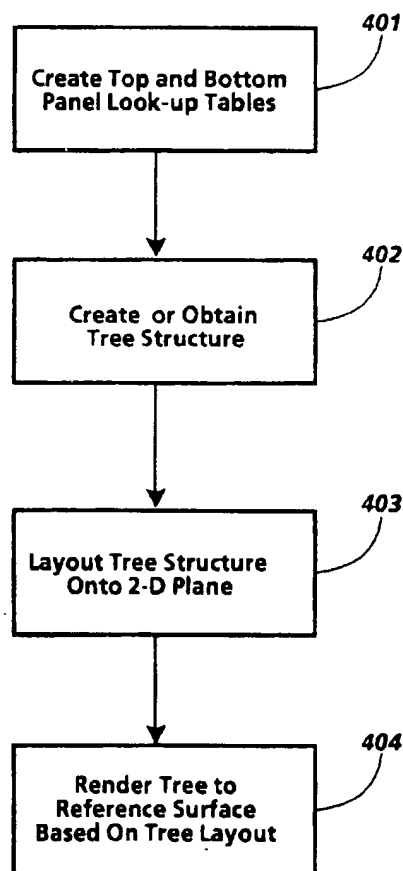 401
Create Top and Bottom
Panel Look-up Tables
402
Create or Obtain
Tree Structure
403
Layout Tree Structure
Onto 2-D Plane
404
Render Tree to
Reference Surface
Based On Tree Layout